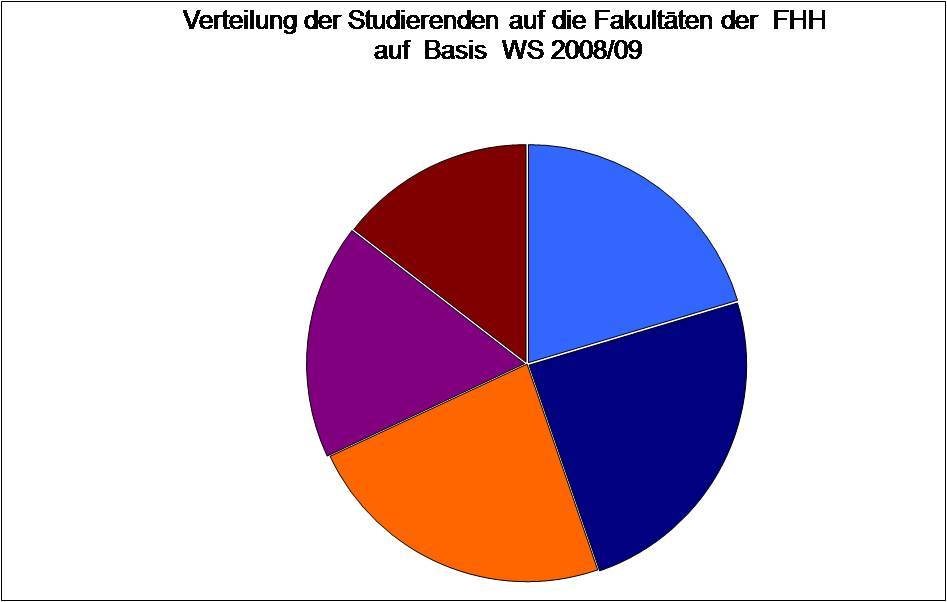 Verteilung der Studierenden auf die Fakultäten der FHH
auf Basis WS 2008/09